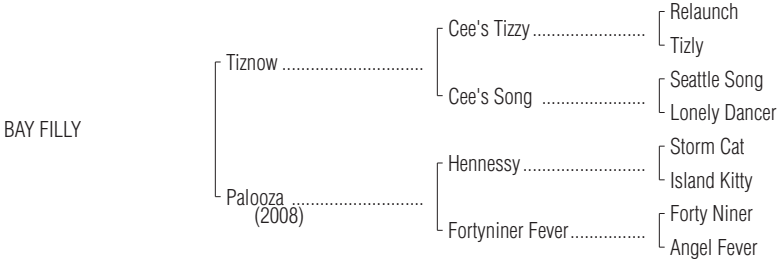 Relaunch
Cee's Tizzy ........................
Tizly
Tiznow ..............................
Seattle Song
Cee's Song ......................
Lonely Dancer
BAY FILLY
Storm Cat
Hennessy ..........................
Island Kitty
Palooza ............................
(2008)
Forty Niner
Fortyniner Fever................
Angel Fever